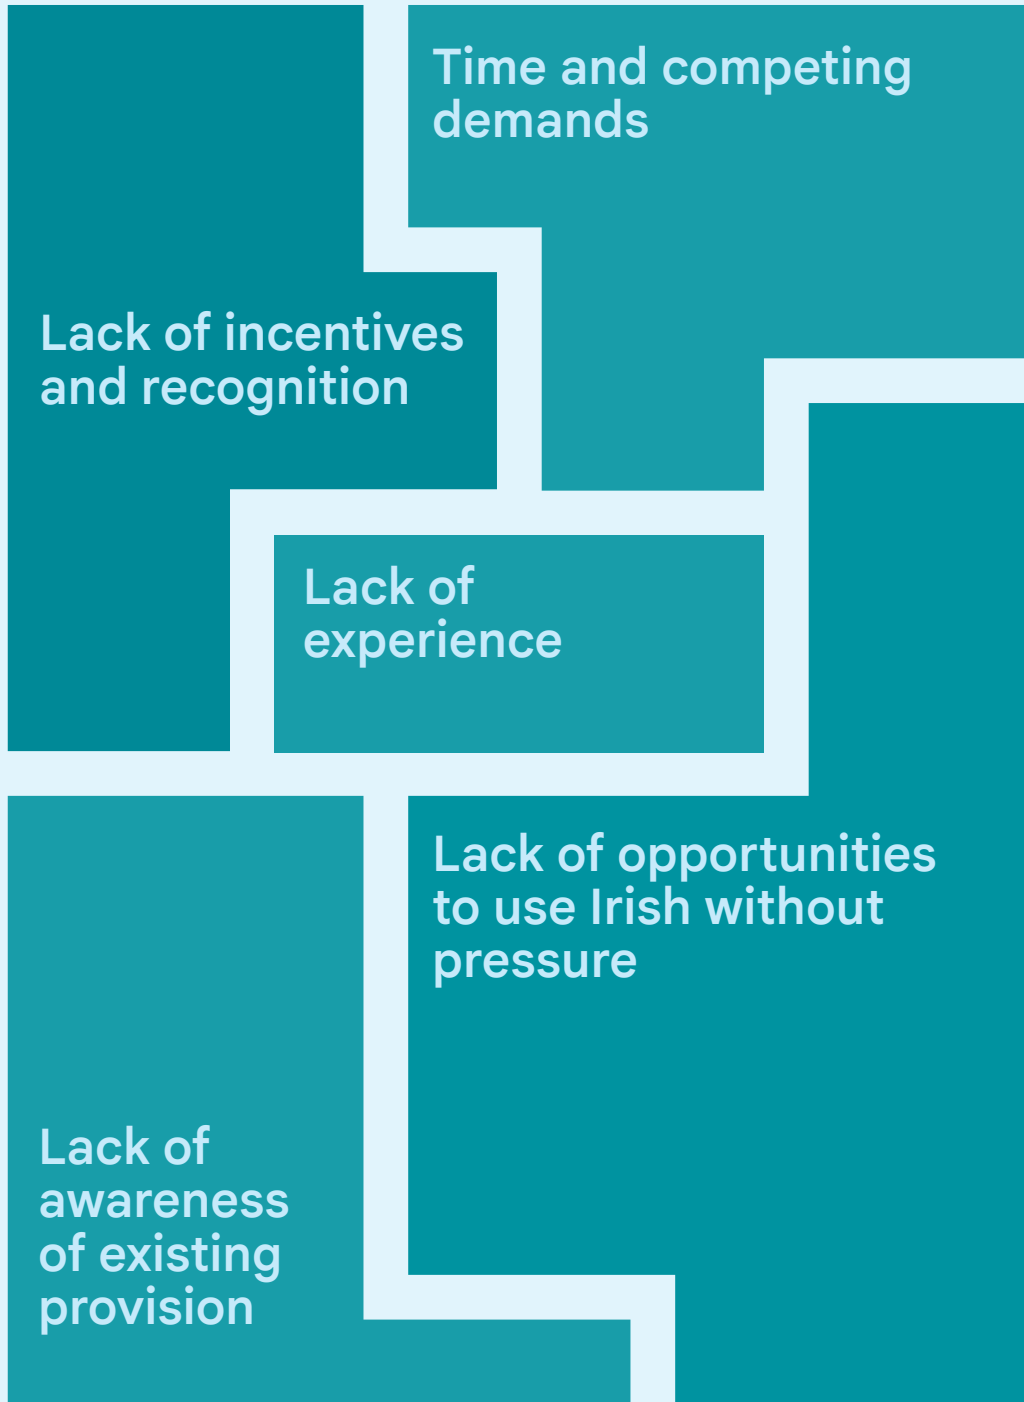 Time and competing
demands
Lack of incentives
and recognition
Lack of
experience
Lack of opportunities
to use Irish without
pressure
Lack of
awareness
of existing
provision